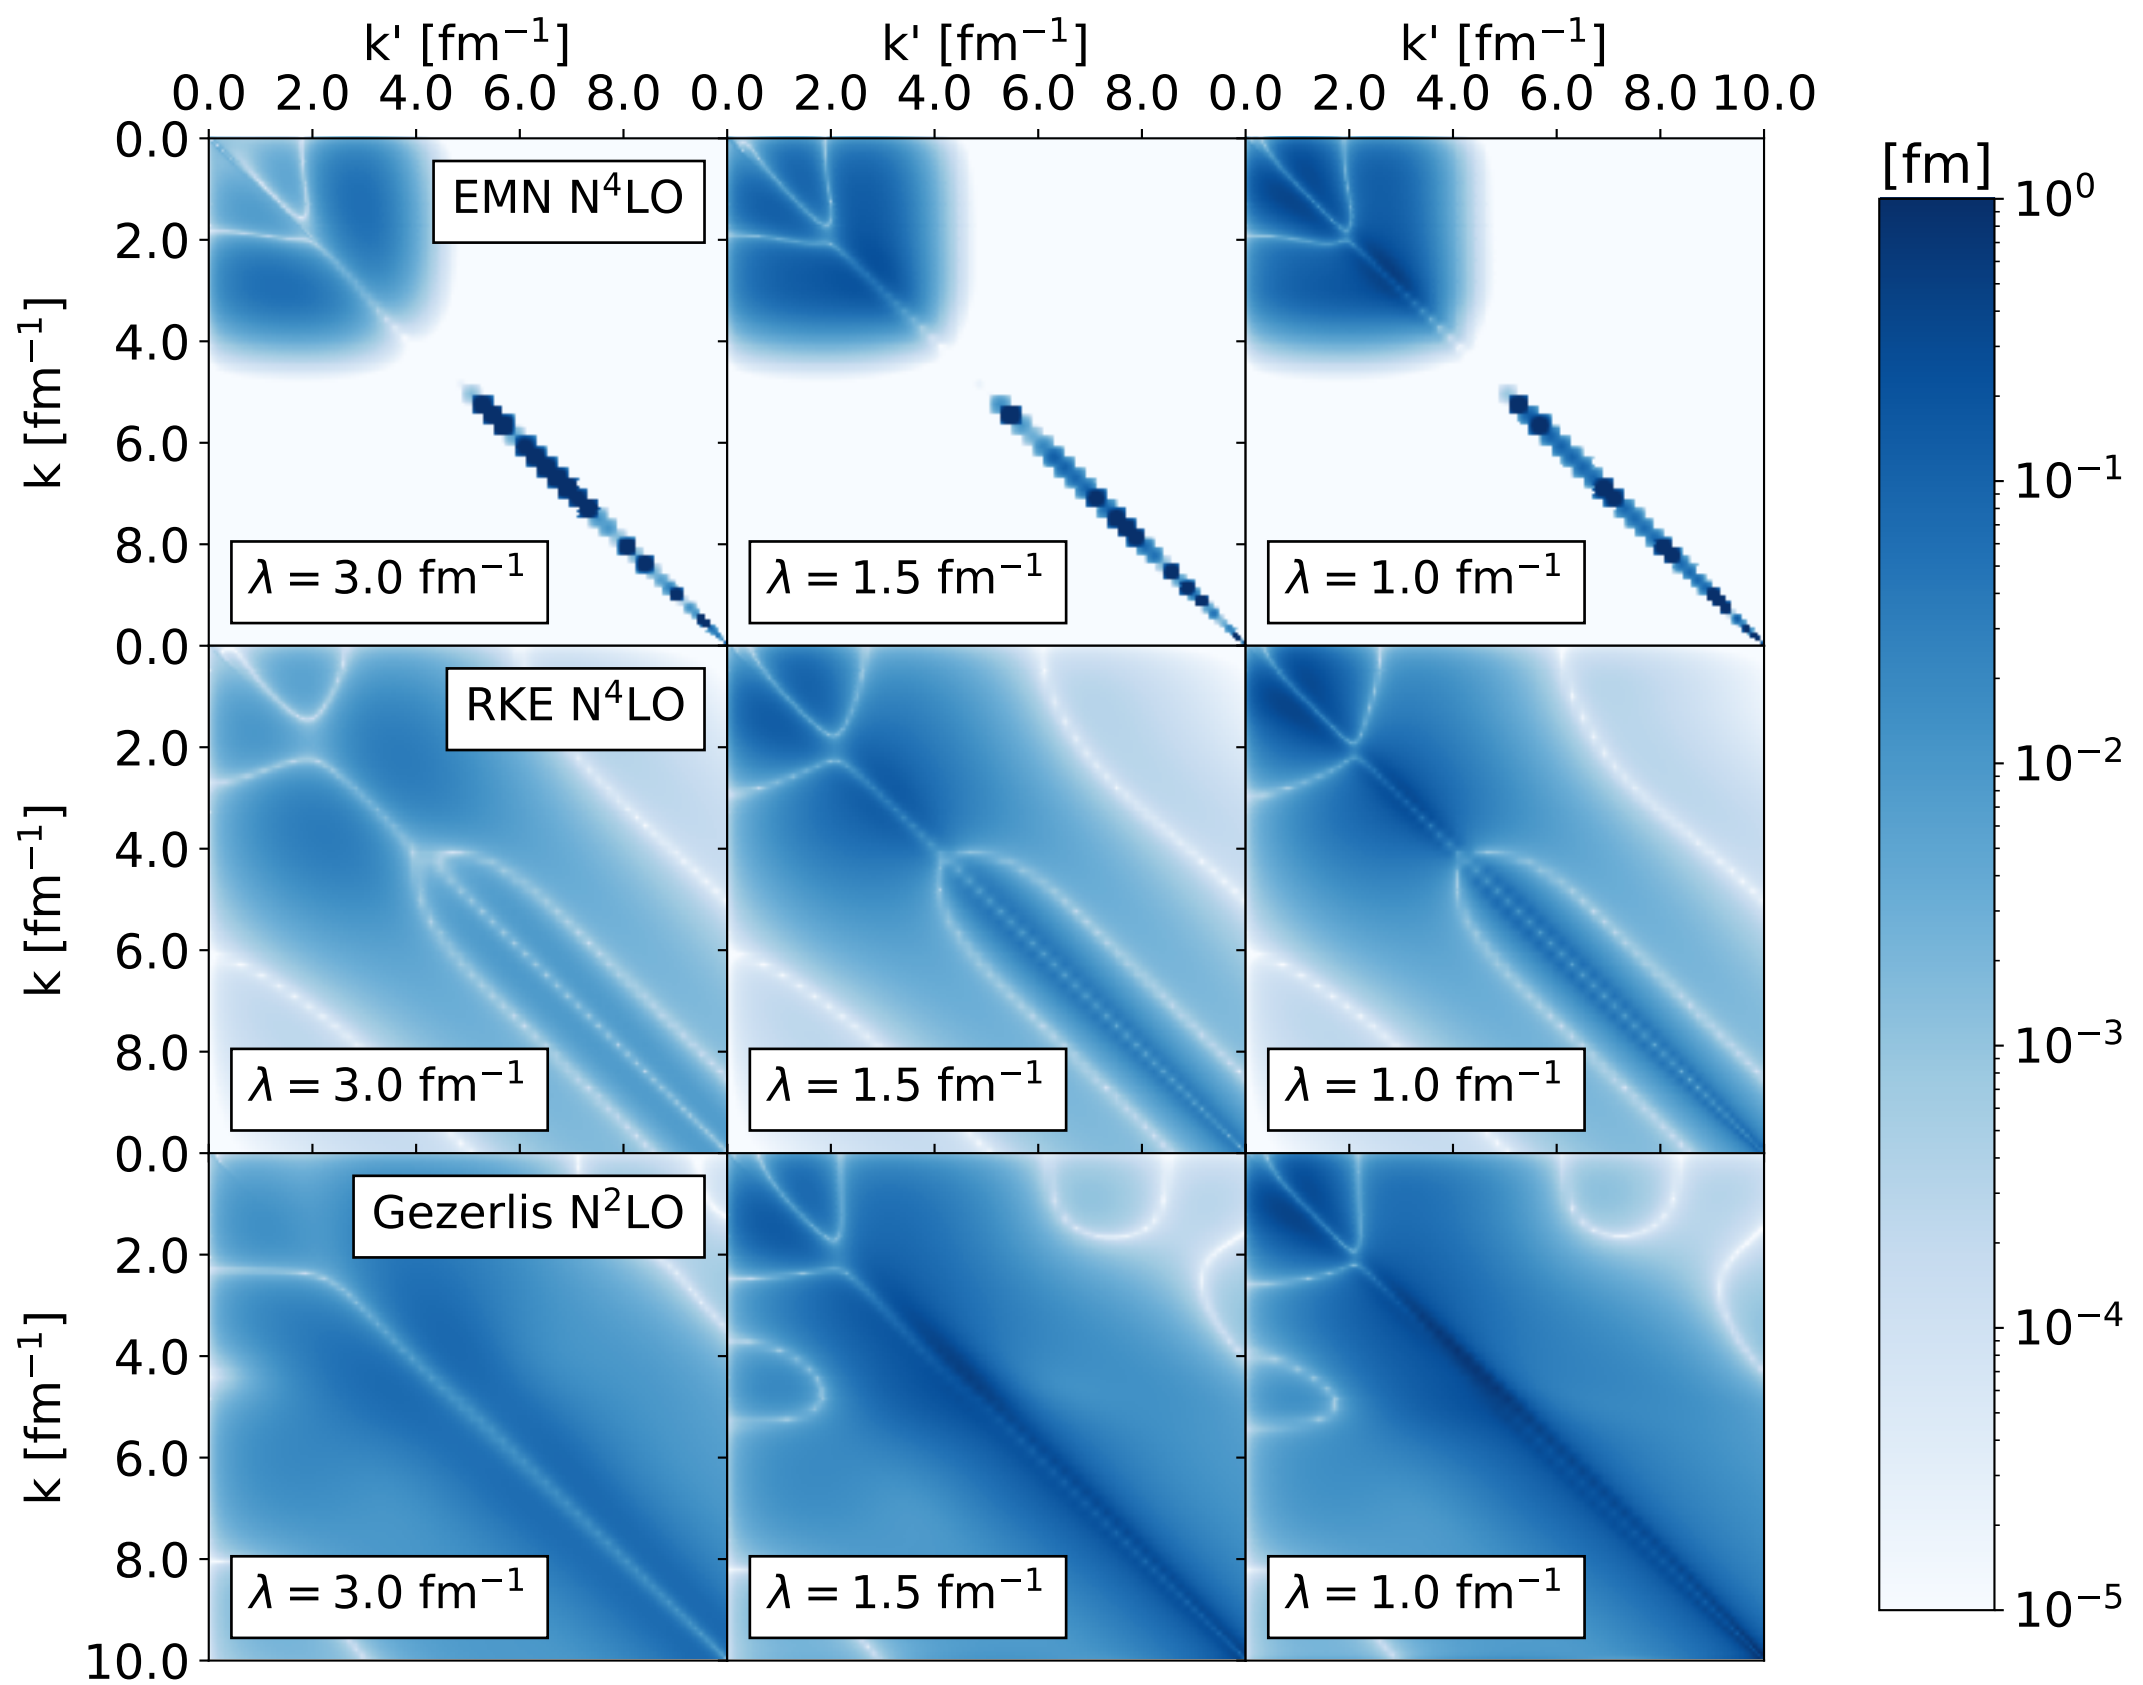 k' [fm⁻¹] k' [fm⁻¹] k' [fm⁻¹]
0.0 2.0 4.0 6.0 8.0 0.0 2.0 4.0 6.0 8.0 0.0 2.0 4.0 6.0 8.0 10.0
[fm]
10⁰
10⁻¹
10⁻²
10⁻³
10⁻⁴
10⁻⁵
k [fm⁻¹]
0.0
2.0
4.0
6.0
8.0
EMN N⁴LO
λ = 3.0 fm⁻¹
λ = 1.5 fm⁻¹
λ = 1.0 fm⁻¹
k [fm⁻¹]
0.0
2.0
4.0
6.0
8.0
RKE N⁴LO
λ = 3.0 fm⁻¹
λ = 1.5 fm⁻¹
λ = 1.0 fm⁻¹
k [fm⁻¹]
0.0
2.0
4.0
6.0
8.0
10.0
Gezerlis N²LO
λ = 3.0 fm⁻¹
λ = 1.5 fm⁻¹
λ = 1.0 fm⁻¹